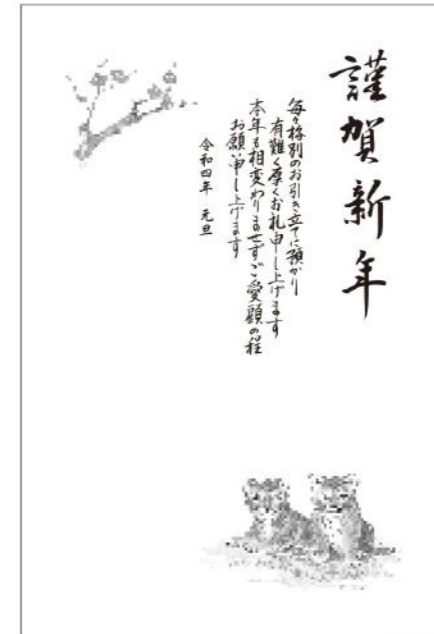 謹賀新年
毎々格別のお引き立てに預かり
有難く厚くお礼申し上げます
本年も相変わりませずご愛顧の程
お願い申し上げます
令和四年 元旦